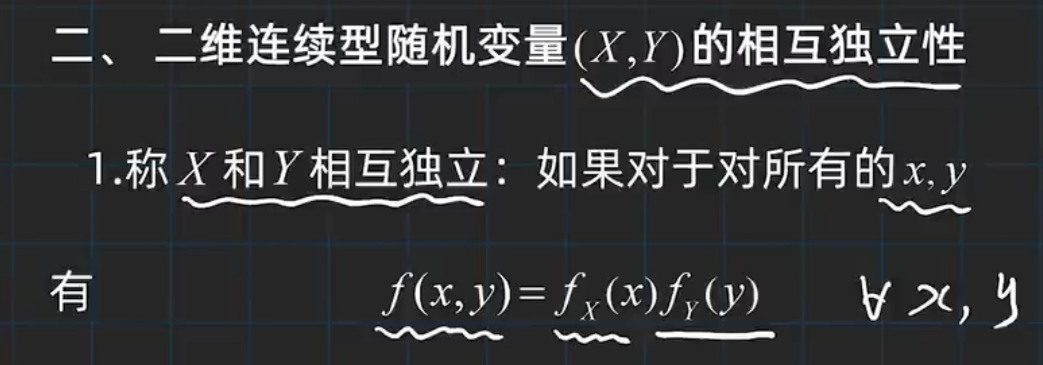 二、 二维连续型随机变量(X,Y)的相互独立性
1.称 X 和 Y 相互独立：如果对于对所有的 x, y
有 f(x,y)= f_X(x) f_Y(y) ∀ x, y